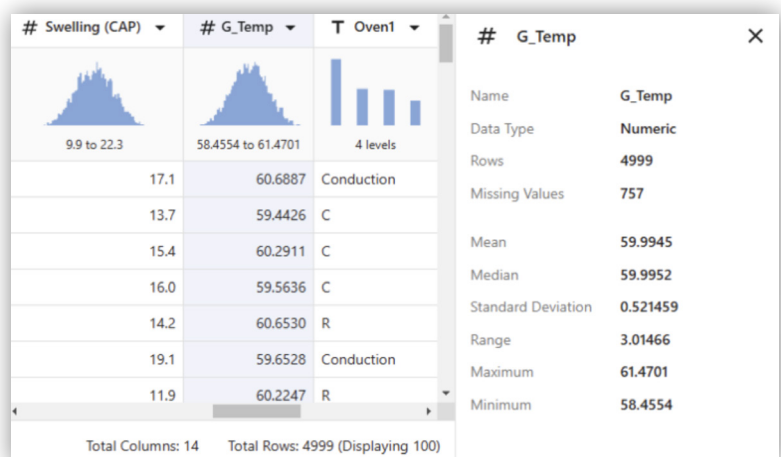 # Swelling (CAP) # G_Temp T Oven1
9.9 to 22.3 58.4554 to 61.4701 4 levels
17.1 60.6887 Conduction
13.7 59.4426 C
15.4 60.2911 C
16.0 59.5636 C
14.2 60.6530 R
19.1 59.6528 Conduction
11.9 60.2247 R
Total Columns: 14 Total Rows: 4999 (Displaying 100)
# G_Temp
Name G_Temp
Data Type Numeric
Rows 4999
Missing Values 757
Mean 59.9945
Median 59.9952
Standard Deviation 0.521459
Range 3.01466
Maximum 61.4701
Minimum 58.4554